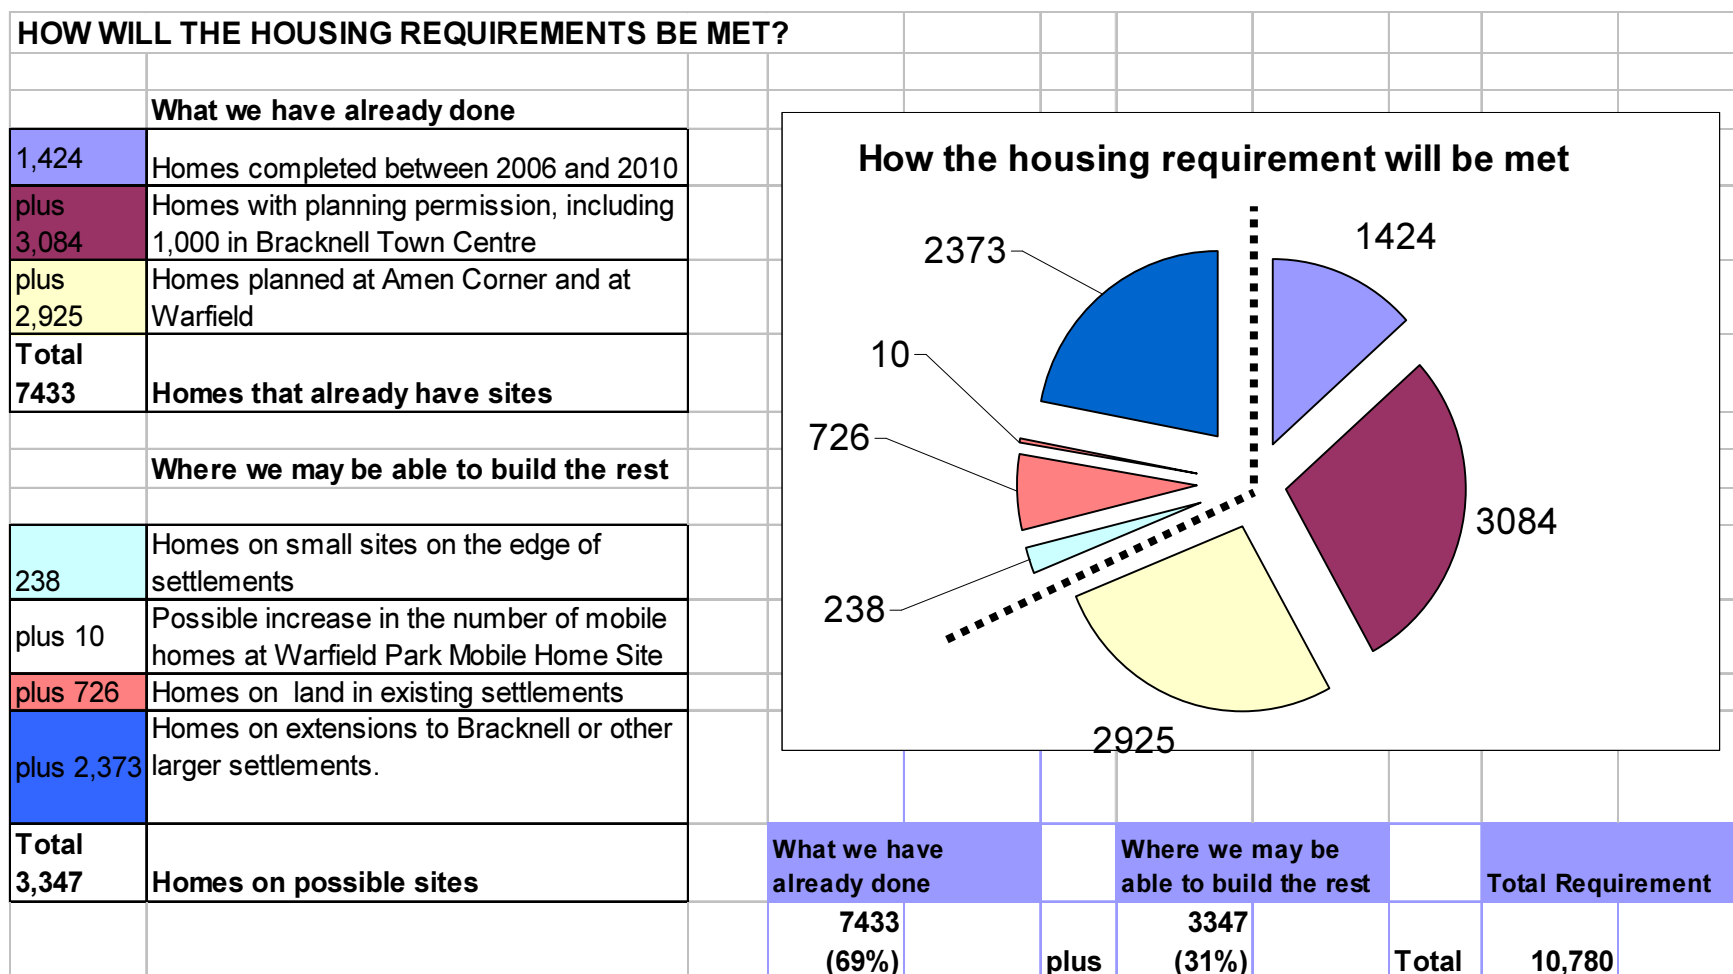 HOW WILL THE HOUSING REQUIREMENTS BE MET?
What we have already done
1,424
Homes completed between 2006 and 2010
plus
3,084
Homes with planning permission, including
1,000 in Bracknell Town Centre
plus
2,925
Homes planned at Amen Corner and at
Warfield
Total
7433
Homes that already have sites
Where we may be able to build the rest
238
Homes on small sites on the edge of
settlements
plus 10
Possible increase in the number of mobile
homes at Warfield Park Mobile Home Site
plus 726
Homes on land in existing settlements
plus 2,373
Homes on extensions to Bracknell or other
larger settlements.
Total
3,347
Homes on possible sites
How the housing requirement will be met
1424
3084
2925
238
726
10
2373
What we have
already done
Where we may be
able to build the rest
Total Requirement
7433
(69%)
plus
3347
(31%)
Total
10,780